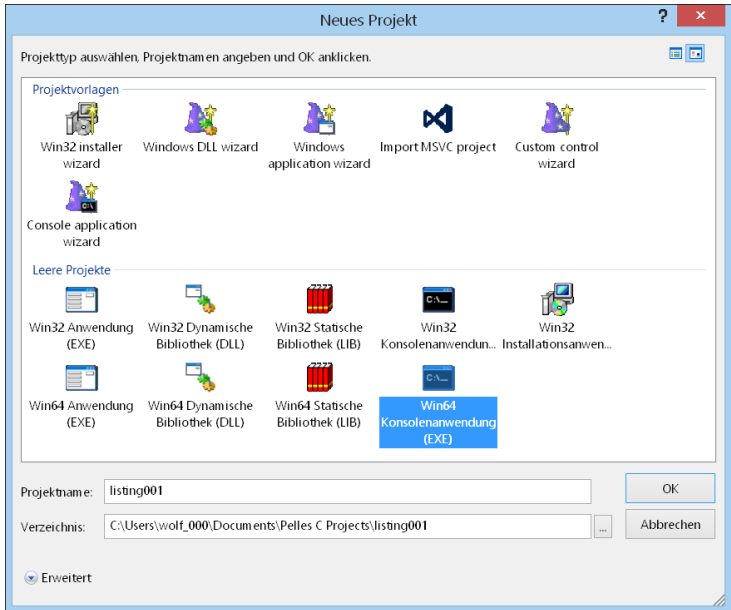 Neues Projekt
?
Projekttyp auswählen, Projektnamen angeben und OK anklicken.
Projektvorlagen
Win32 installer wizard
Windows DLL wizard
Windows application wizard
Import MSVC project
Custom control wizard
Console application wizard
Leere Projekte
Win32 Anwendung (EXE)
Win32 Dynamische Bibliothek (DLL)
Win32 Statische Bibliothek (LIB)
Win32 Konsolenanwendun...
Win32 Installationsanwen...
Win64 Anwendung (EXE)
Win64 Dynamische Bibliothek (DLL)
Win64 Statische Bibliothek (LIB)
Win64 Konsolenanwendung (EXE)
Projektname: listing001
OK
Verzeichnis: C:\Users\wolf_000\Documents\Pelles C Projects\listing001
...
Abbrechen
Erweitert